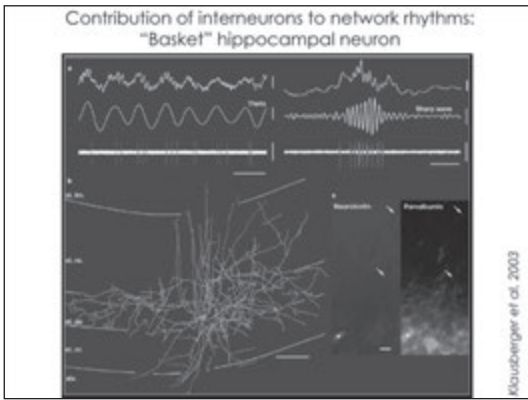 Contribution of interneurons to network rhythms:
"Basket" hippocampal neuron
a
Theta
Sharp wave
b
Neurobiotin
Parvalbumin
Klausberger et al. 2003